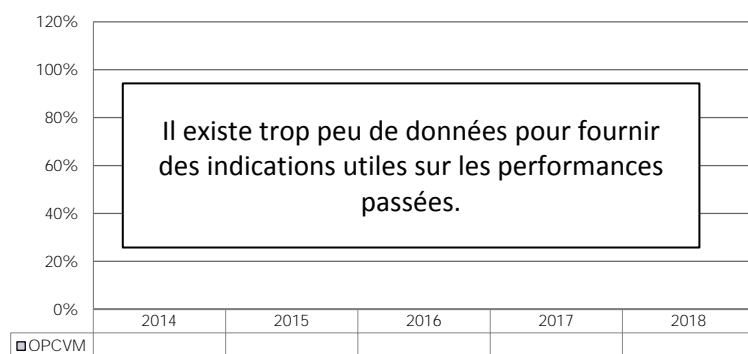 120%
100%
80%
60%
40%
20%
0%
Il existe trop peu de données pour fournir
des indications utiles sur les performances
passées.
2014 2015 2016 2017 2018
OPCVM